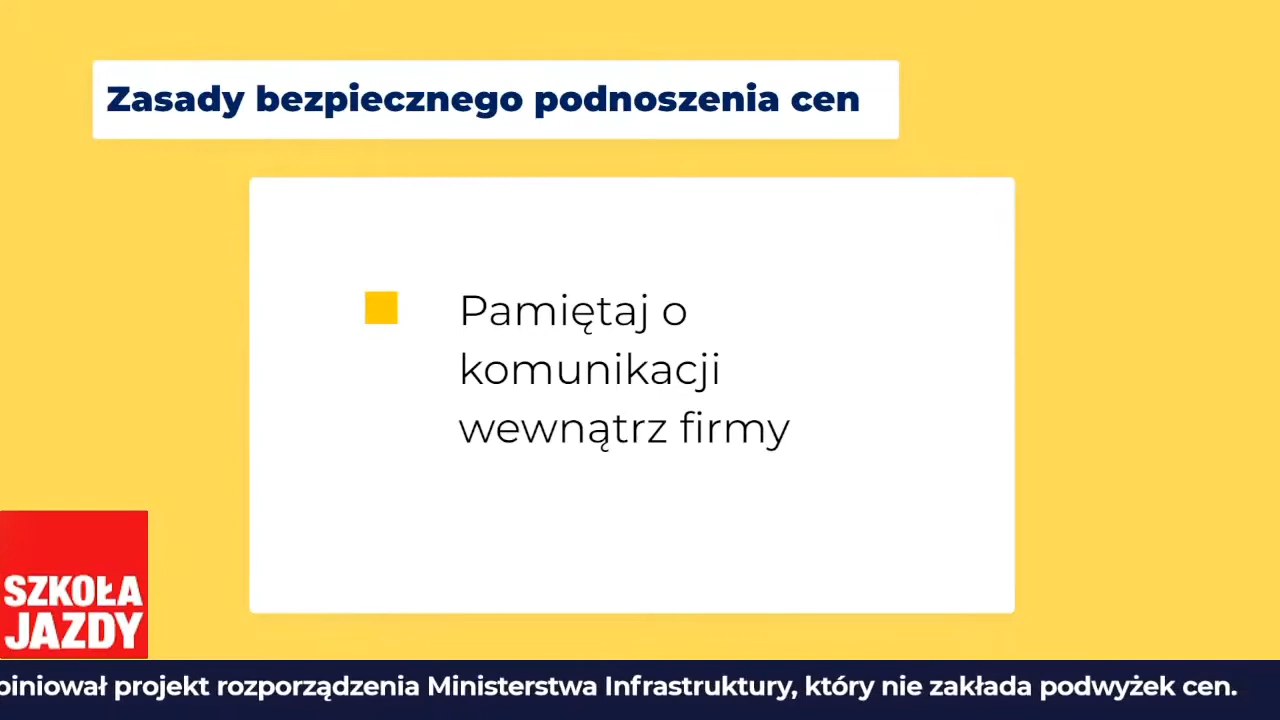 Zasady bezpiecznego podnoszenia cen
Pamiętaj o
komunikacji
wewnątrz firmy
SZKOŁA
JAZDY
projekt rozporządzenia Ministerstwa Infrastruktury, który nie zakłada podwyżek cen.